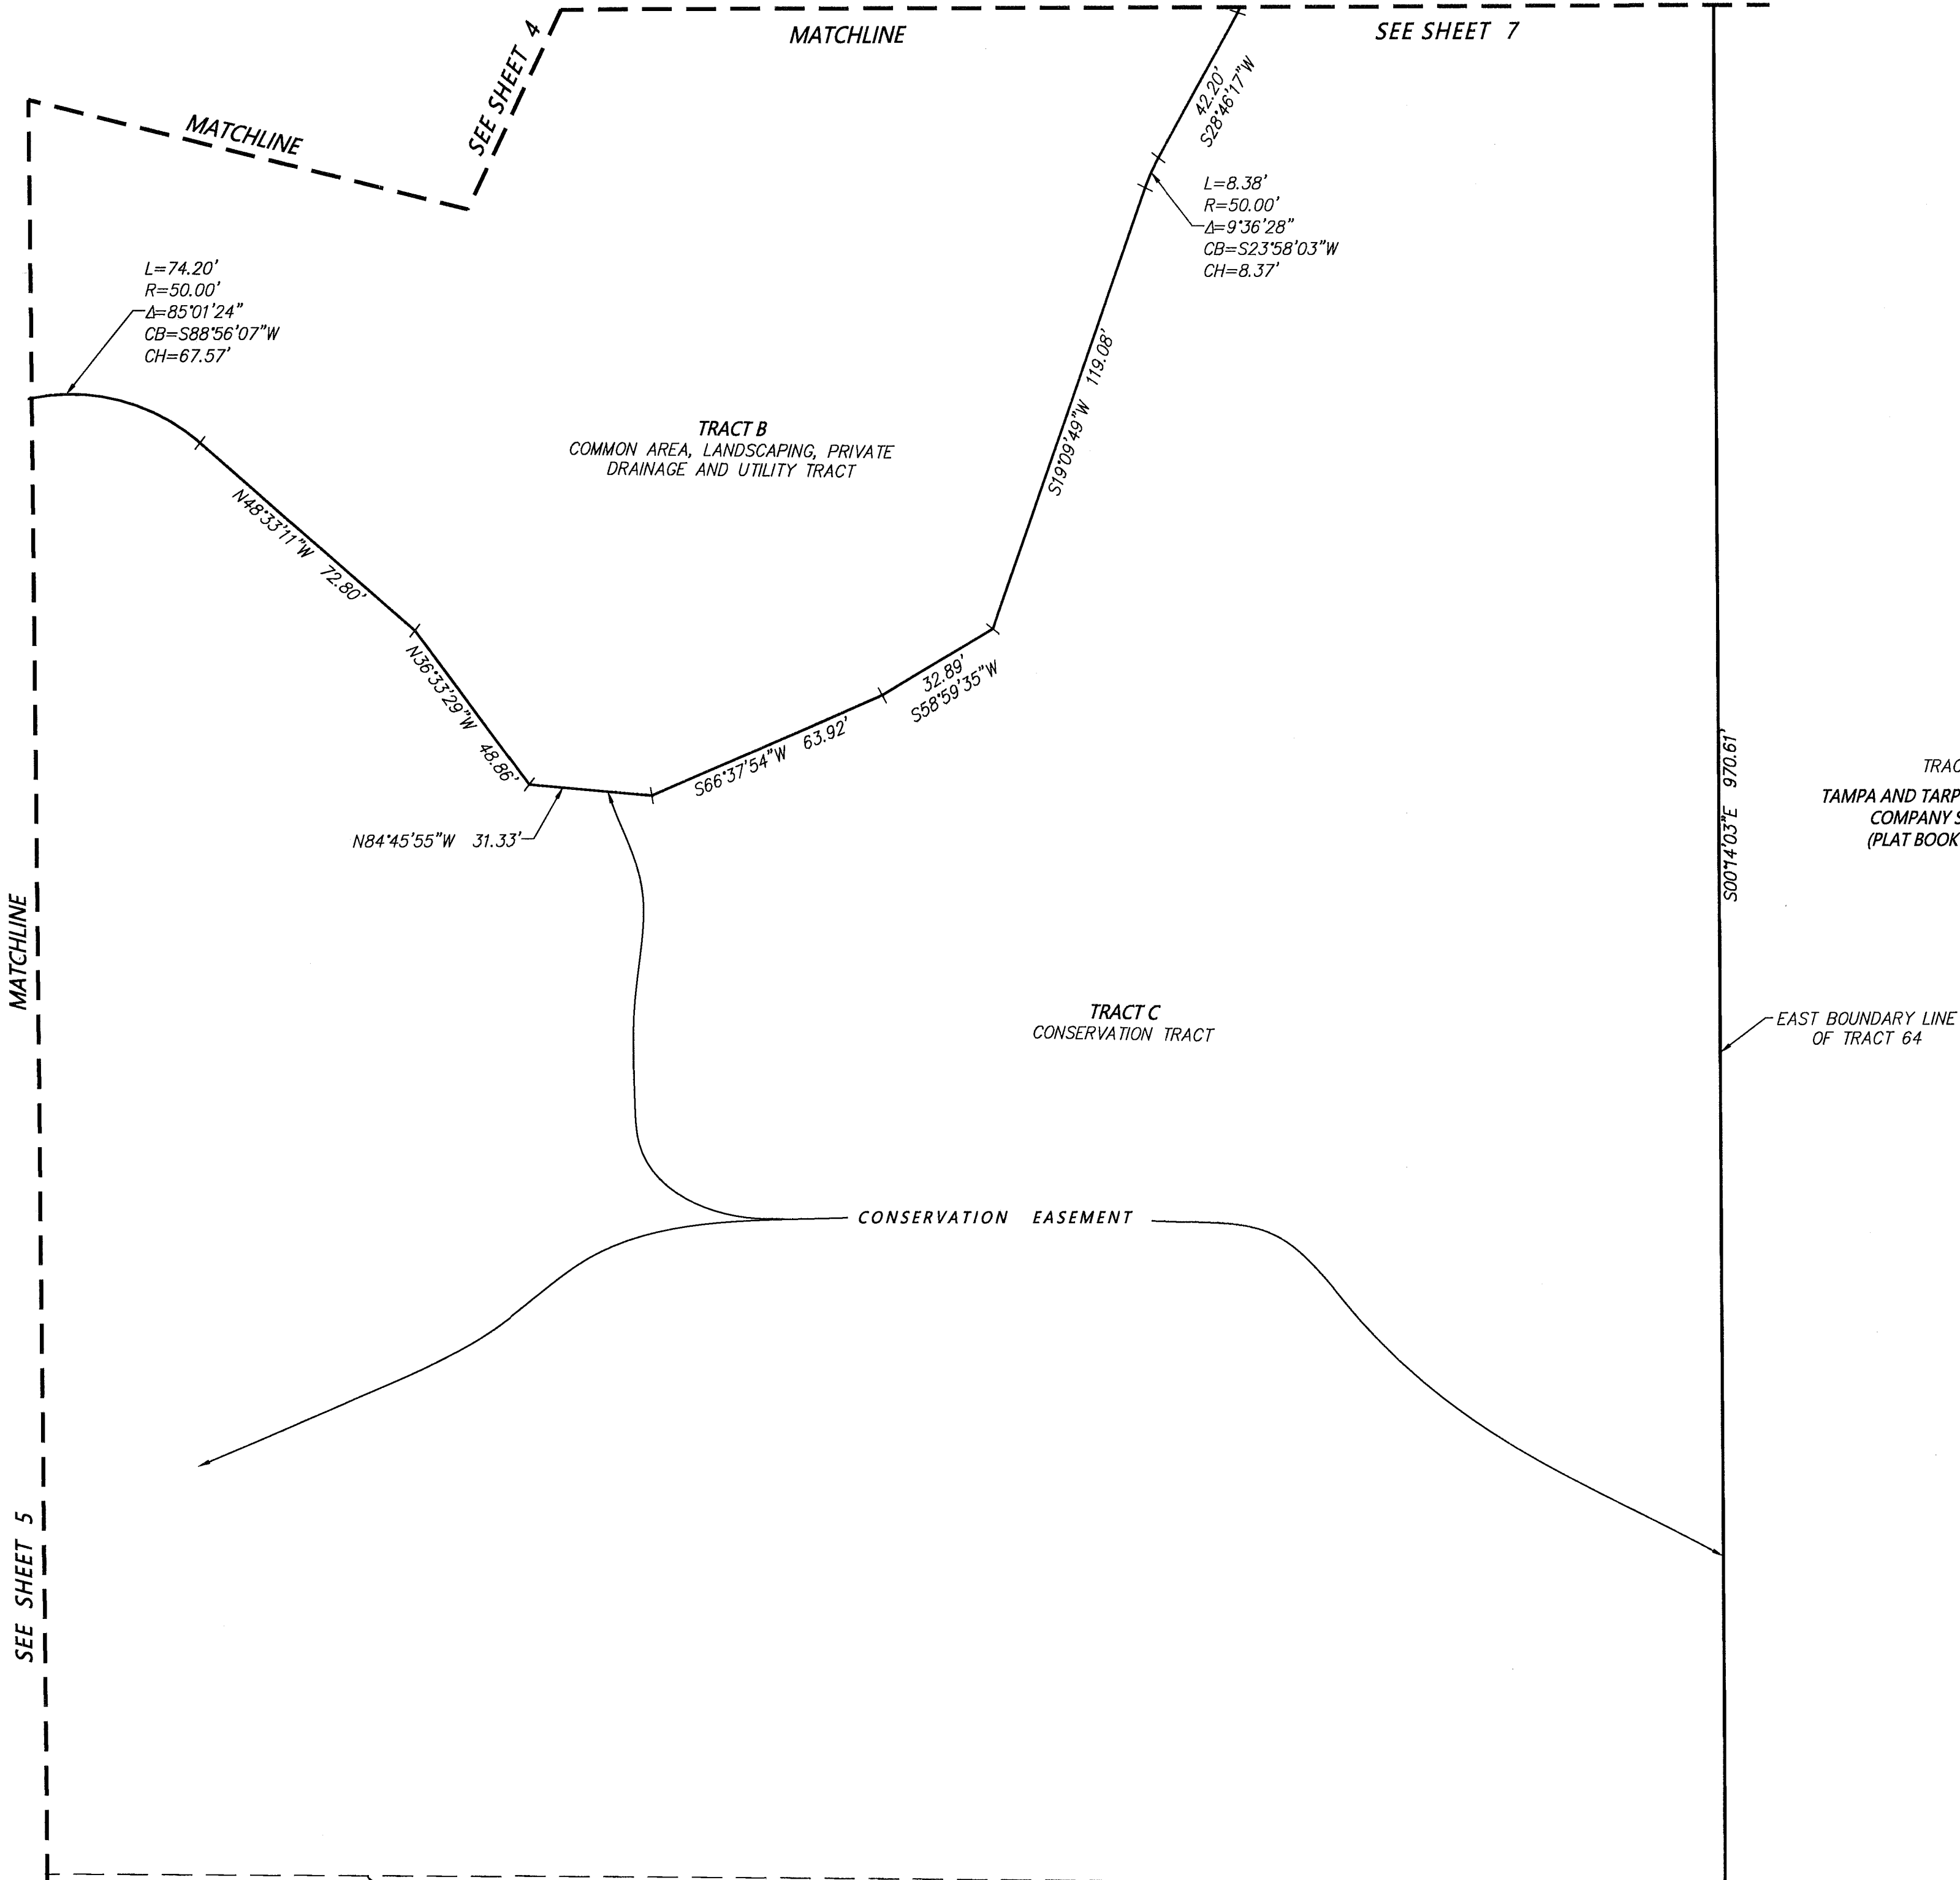 MATCHLINE
SEE SHEET 7
SEE SHEET 4
MATCHLINE
42.20'
S28°46'17"W
L=8.38'
R=50.00'
Δ=9°36'28"
CB=S23°58'03"W
CH=8.37'
L=74.20'
R=50.00'
Δ=85°01'24"
CB=S88°56'07"W
CH=67.57'
S19°09'49"W 119.08'
TRACT B
COMMON AREA, LANDSCAPING, PRIVATE
DRAINAGE AND UTILITY TRACT
N48°33'11"W 72.80'
N36°33'29"W 48.86'
32.89'
S58°59'35"W
S66°37'54"W 63.92'
N84°45'55"W 31.33'
S00°14'03"E 970.61'
TRAC
TAMPA AND TARP
COMPANY S
(PLAT BOOK
MATCHLINE
TRACT C
CONSERVATION TRACT
EAST BOUNDARY LINE
OF TRACT 64
CONSERVATION EASEMENT
SEE SHEET 5